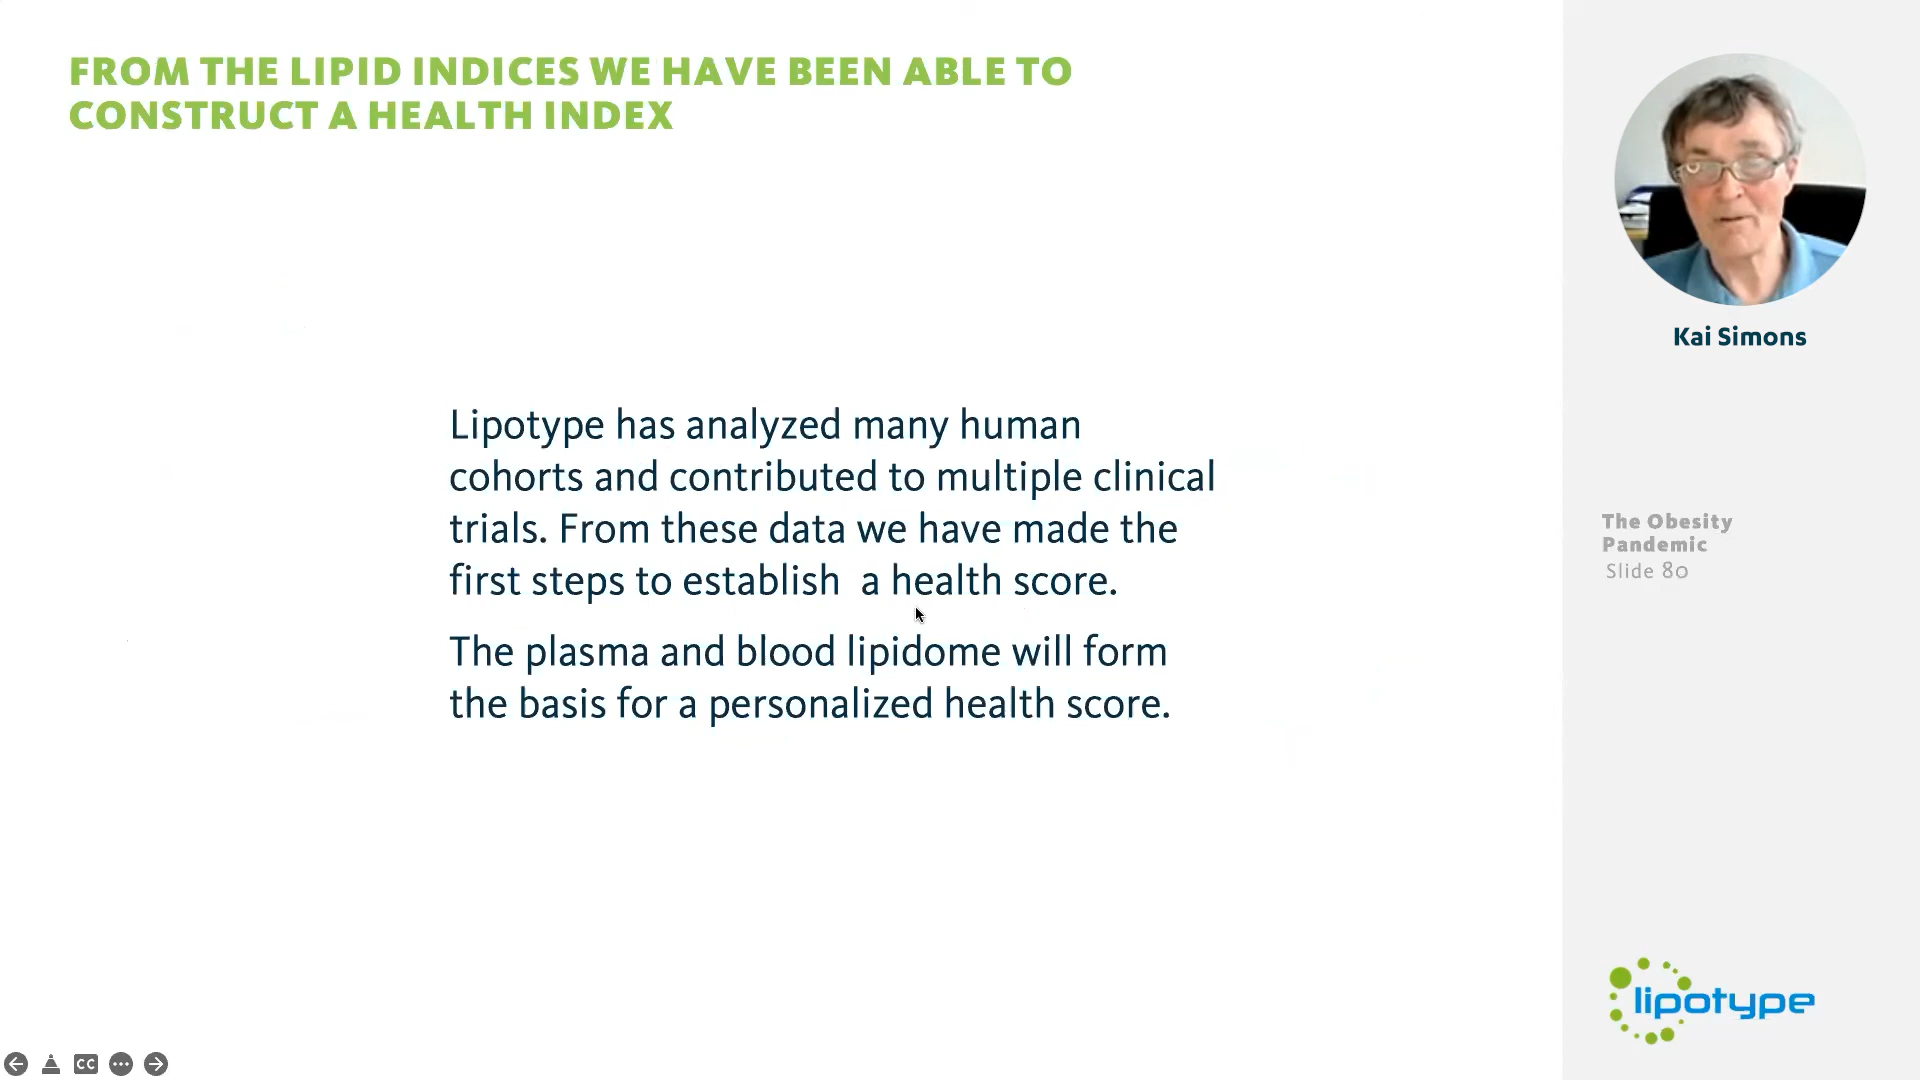 FROM THE LIPID INDICES WE HAVE BEEN ABLE TO
CONSTRUCT A HEALTH INDEX
Lipotype has analyzed many human
cohorts and contributed to multiple clinical
trials. From these data we have made the
first steps to establish  a health score.
The plasma and blood lipidome will form
the basis for a personalized health score.
Kai Simons
The Obesity
Pandemic
Slide 80
lipotype
CC